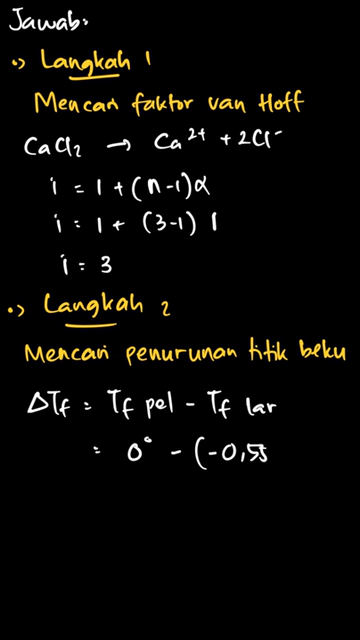 Jawab:
•) Langkah 1
Mencari faktor van Hoff
CaCl₂ → Ca²⁺ + 2Cl⁻
i = 1 + (n-1)α
i = 1 + (3-1) 1
i = 3
•) Langkah 2
Mencari penurunan titik beku
ΔTf = Tf pel - Tf lar
= 0° - (-0,55